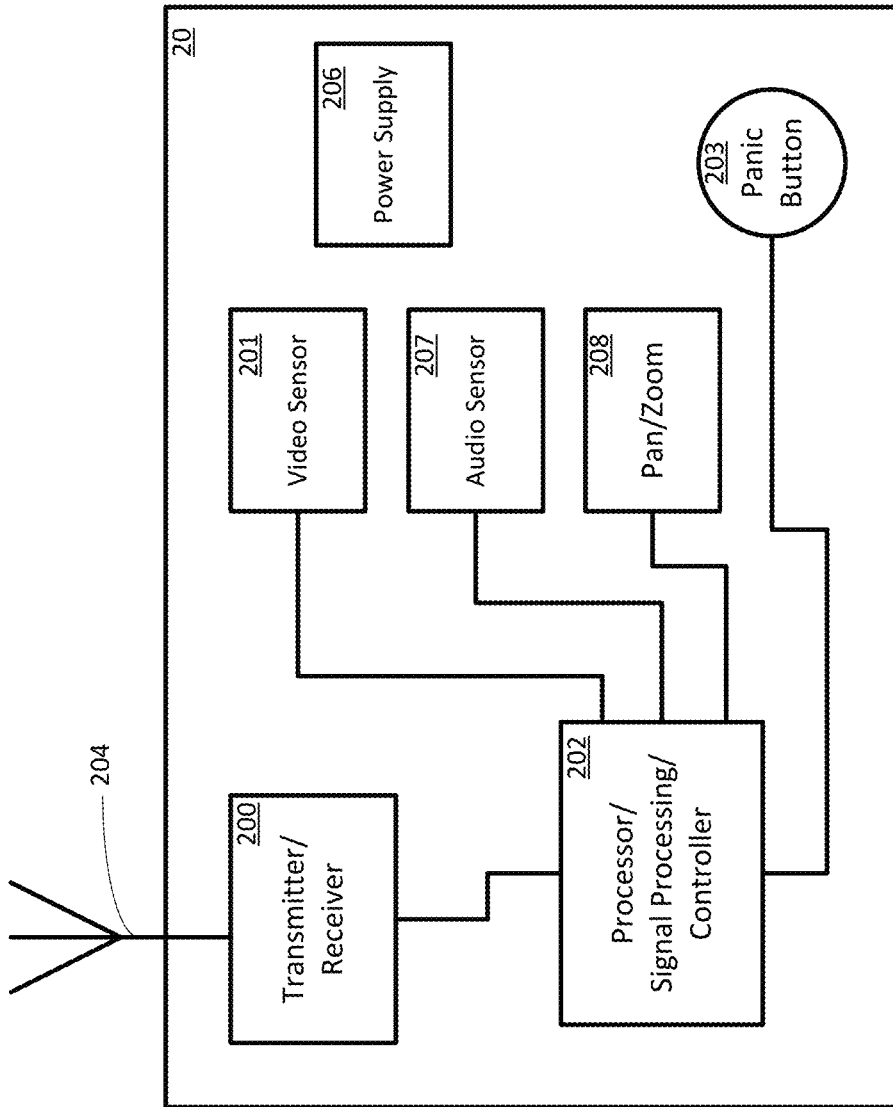 20
204
200
Transmitter/
Receiver
201
Video Sensor
206
Power Supply
207
Audio Sensor
202
Processor/
Signal Processing/
Controller
208
Pan/Zoom
203
Panic
Button